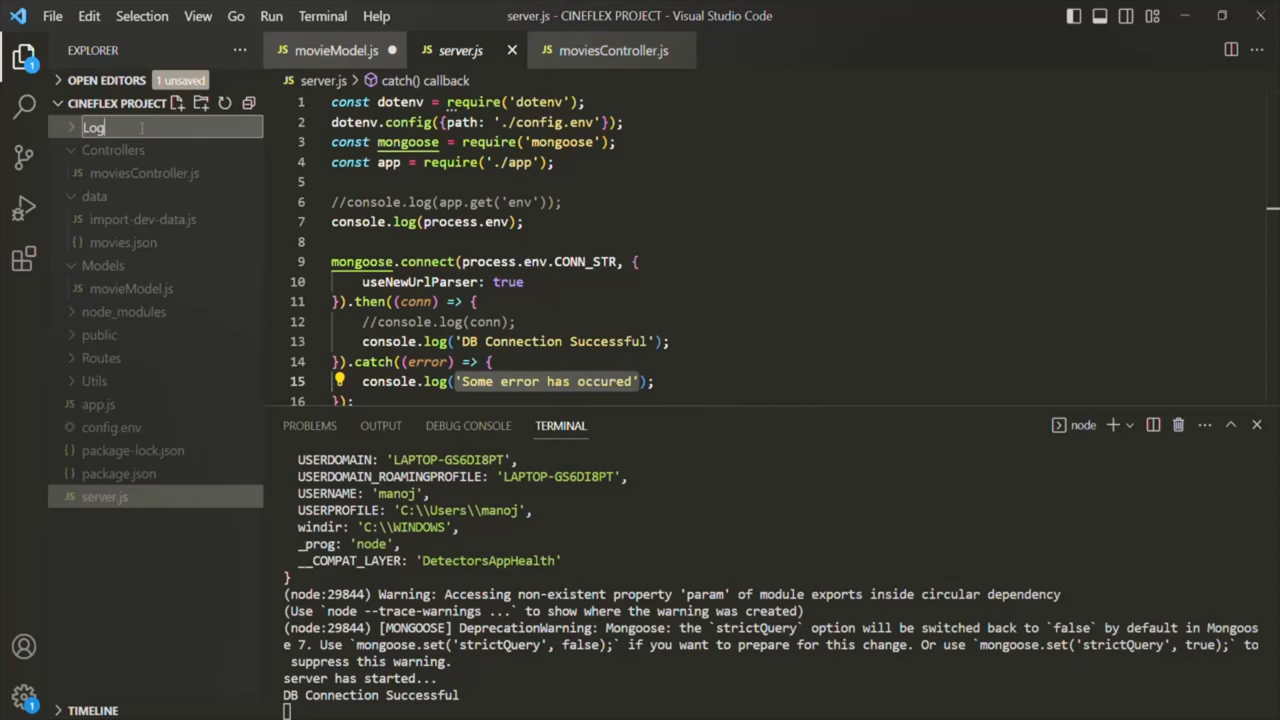 File Edit Selection View Go Run Terminal Help
server.js - CINEFLEX PROJECT - Visual Studio Code
EXPLORER
1
OPEN EDITORS 1 unsaved
CINEFLEX PROJECT
Log
Controllers
moviesController.js
data
import-dev-data.js
movies.json
Models
movieModel.js
node_modules
public
Routes
Utils
app.js
config.env
package-lock.json
package.json
server.js
TIMELINE
1
JS movieModel.js JS server.js JS moviesController.js
JS server.js > catch() callback
1 const dotenv = require('dotenv');
2 dotenv.config({path: './config.env'});
3 const mongoose = require('mongoose');
4 const app = require('./app');
5
6 //console.log(app.get('env'));
7 console.log(process.env);
8
9 mongoose.connect(process.env.CONN_STR, {
10 useNewUrlParser: true
11 }).then((conn) => {
12 //console.log(conn);
13 console.log('DB Connection Successful');
14 }).catch((error) => {
15 console.log('Some error has occured');
16 });
PROBLEMS OUTPUT DEBUG CONSOLE TERMINAL
node
USERDOMAIN: 'LAPTOP-GS6DI8PT',
USERDOMAIN_ROAMINGPROFILE: 'LAPTOP-GS6DI8PT',
USERNAME: 'manoj',
USERPROFILE: 'C:\\Users\\manoj',
windir: 'C:\\WINDOWS',
_prog: 'node',
__COMPAT_LAYER: 'DetectorsAppHealth'
}
(node:29844) Warning: Accessing non-existent property 'param' of module exports inside circular dependency
(Use `node --trace-warnings ...` to show where the warning was created)
(node:29844) [MONGOOSE] DeprecationWarning: Mongoose: the `strictQuery` option will be switched back to `false` by default in Mongoos
e 7. Use `mongoose.set('strictQuery', false);` if you want to prepare for this change. Or use `mongoose.set('strictQuery', true);` to
suppress this warning.
server has started...
DB Connection Successful